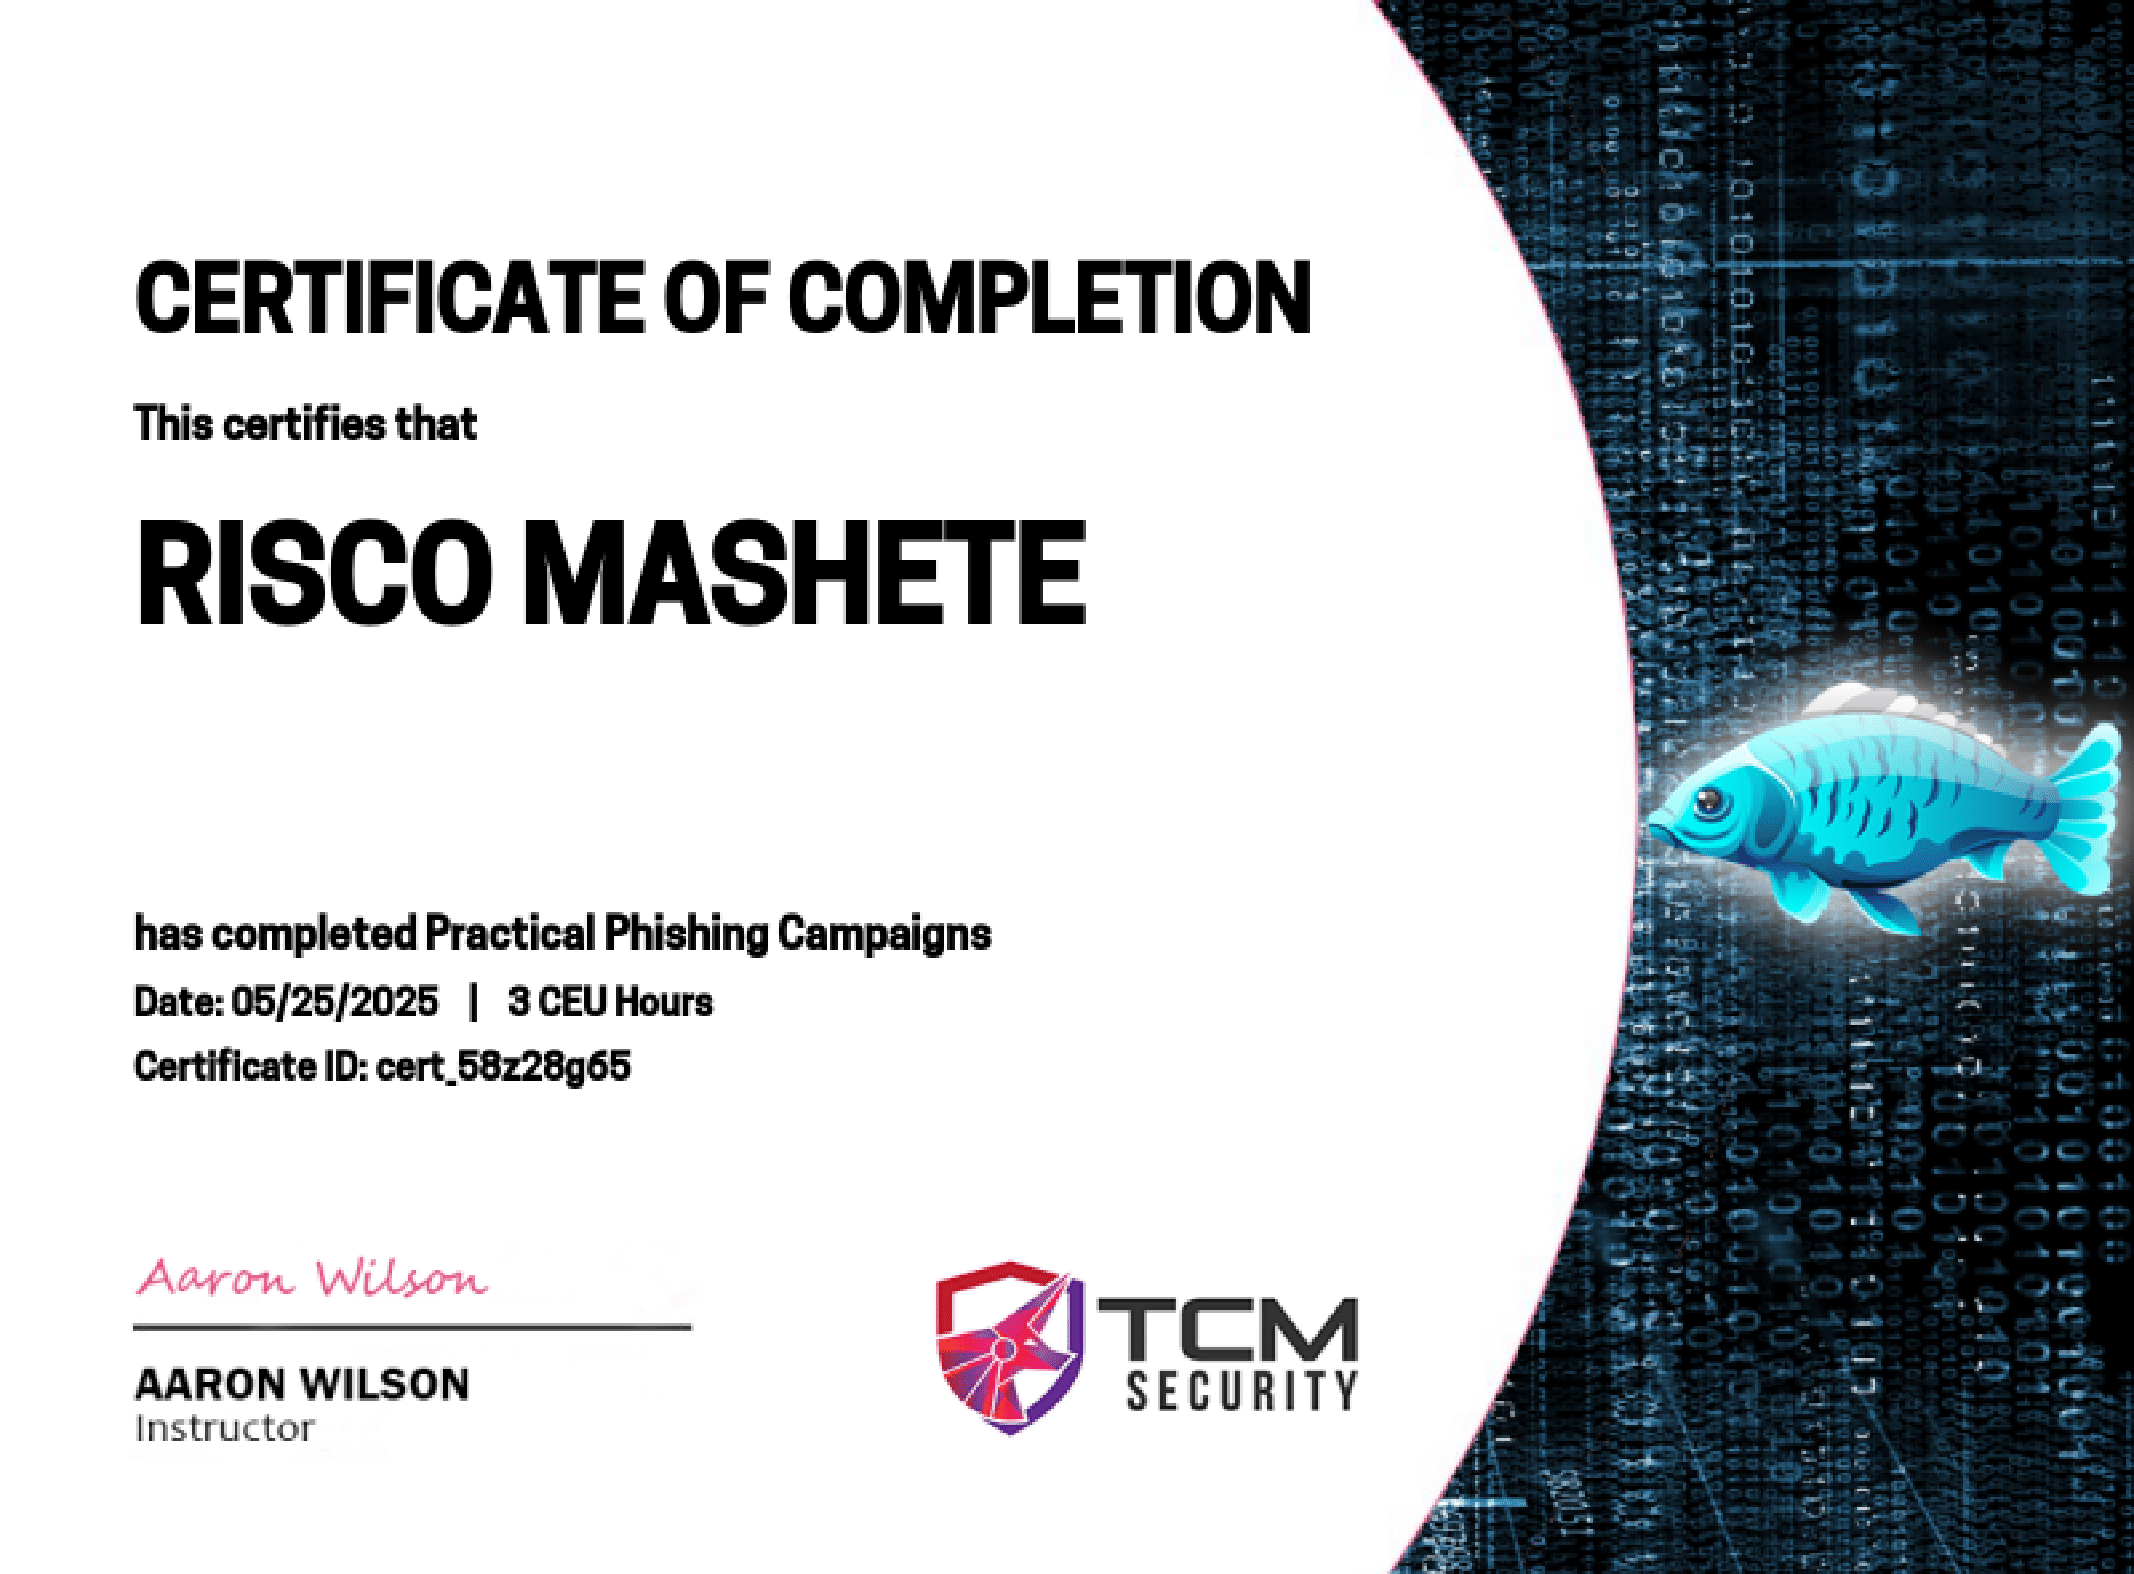 CERTIFICATE OF COMPLETION
This certifies that
RISCO MASHETE
has completed Practical Phishing Campaigns
Date: 05/25/2025 | 3 CEU Hours
Certificate ID: cert_58z28g65
Aaron Wilson
AARON WILSON
Instructor
TCM
SECURITY